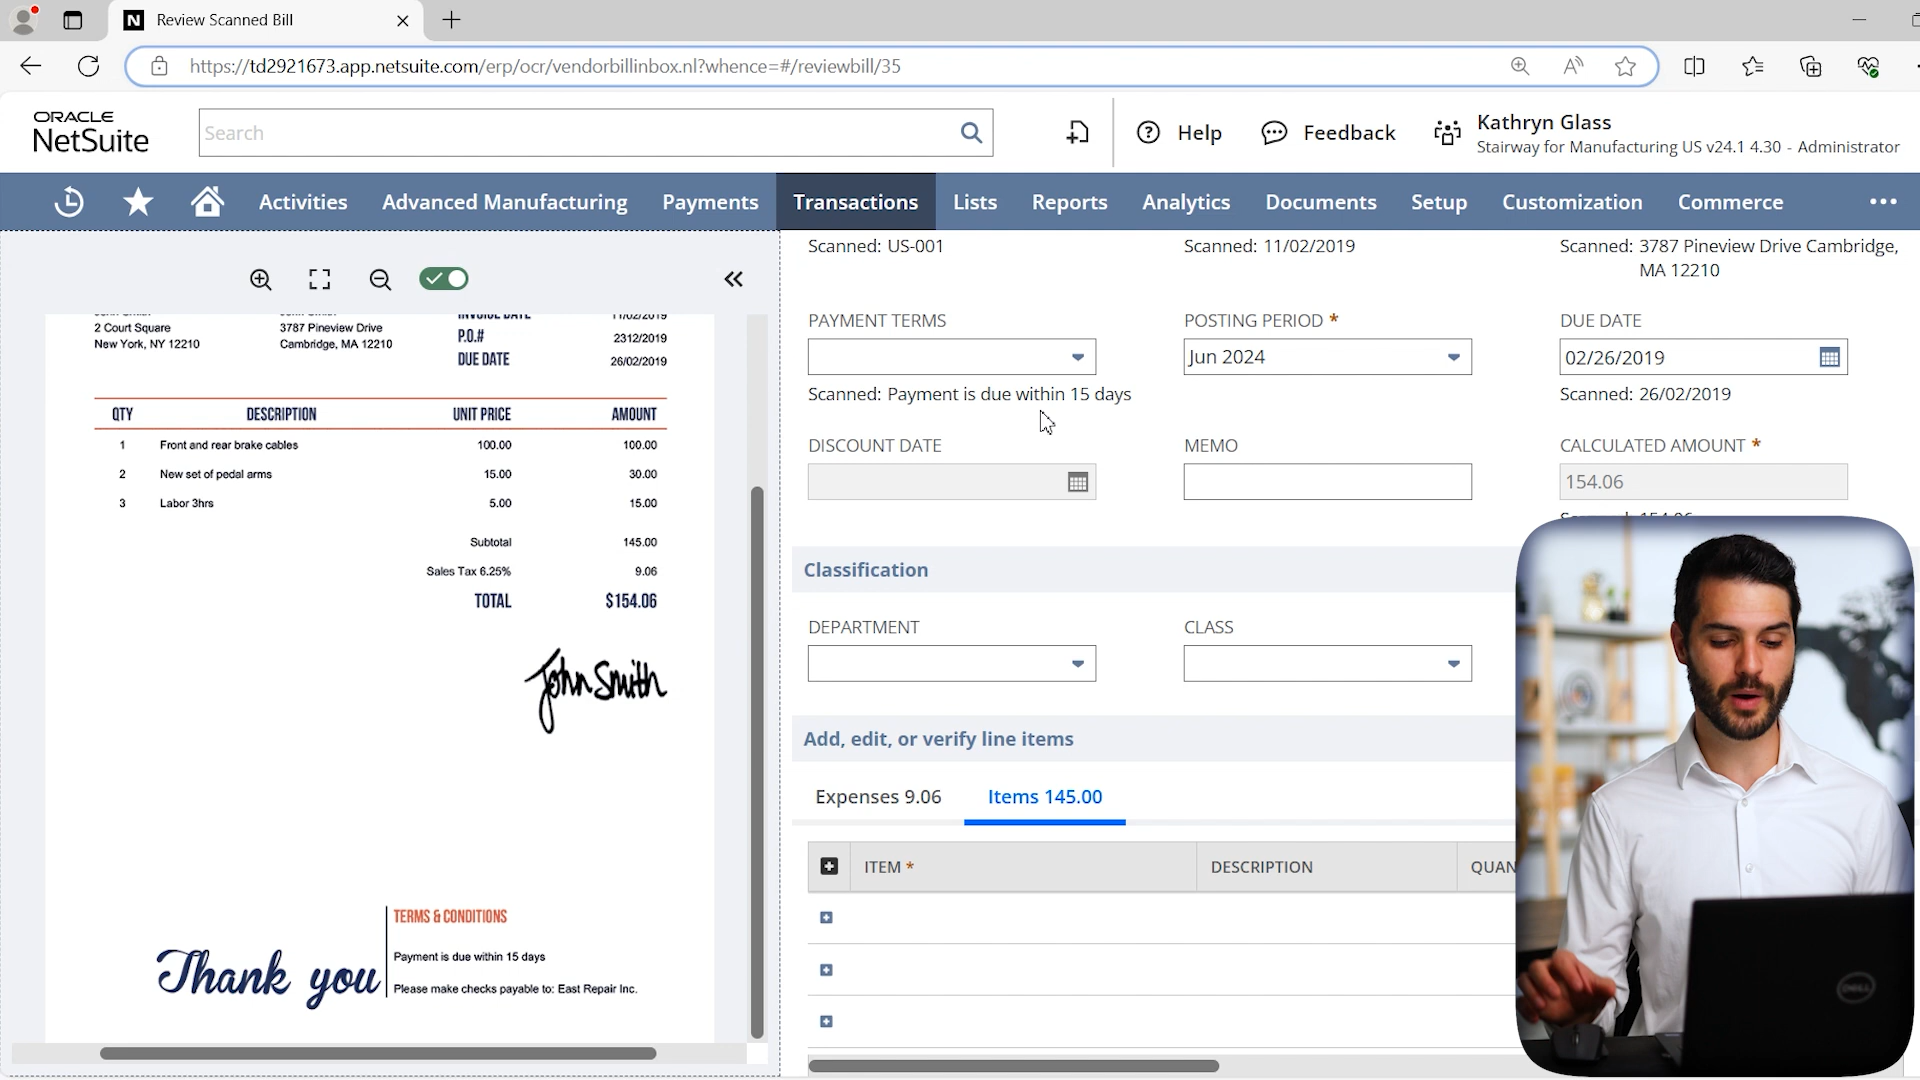 Review Scanned Bill
https://td2921673.app.netsuite.com/erp/ocr/vendorbillinbox.nl?whence=#/reviewbill/35
ORACLE
NetSuite
Search
Help
Feedback
Kathryn Glass
Stairway for Manufacturing US v24.1 4.30 - Administrator
Activities
Advanced Manufacturing
Payments
Transactions
Lists
Reports
Analytics
Documents
Setup
Customization
Commerce
2 Court Square
New York, NY 12210
3787 Pineview Drive
Cambridge, MA 12210
INVOICE DATE 11/02/2019
P.O.# 2312/2019
DUE DATE 26/02/2019
QTY DESCRIPTION UNIT PRICE AMOUNT
1 Front and rear brake cables 100.00 100.00
2 New set of pedal arms 15.00 30.00
3 Labor 3hrs 5.00 15.00
Subtotal 145.00
Sales Tax 6.25% 9.06
TOTAL $154.06
John Smith
Thank you
TERMS & CONDITIONS
Payment is due within 15 days
Please make checks payable to: East Repair Inc.
Scanned: US-001
Scanned: 11/02/2019
Scanned: 3787 Pineview Drive Cambridge,
MA 12210
PAYMENT TERMS
Scanned: Payment is due within 15 days
POSTING PERIOD *
Jun 2024
DUE DATE
02/26/2019
Scanned: 26/02/2019
DISCOUNT DATE
MEMO
CALCULATED AMOUNT *
154.06
Classification
DEPARTMENT
CLASS
Add, edit, or verify line items
Expenses 9.06
Items 145.00
ITEM *
DESCRIPTION
QUAN
DELL